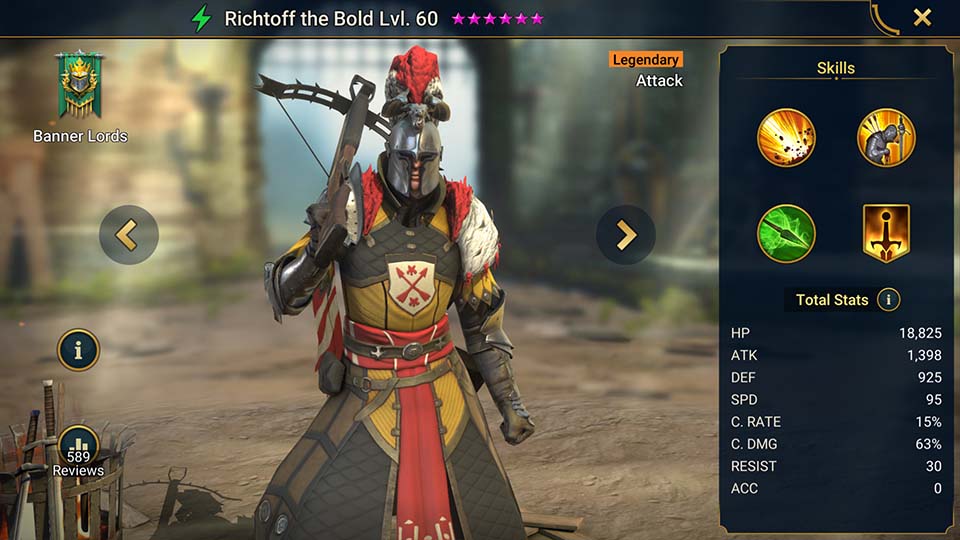 Richtoff the Bold Lvl. 60
Banner Lords
Legendary
Attack
589
Reviews
Skills
Total Stats
HP 18,825
ATK 1,398
DEF 925
SPD 95
C. RATE 15%
C. DMG 63%
RESIST 30
ACC 0